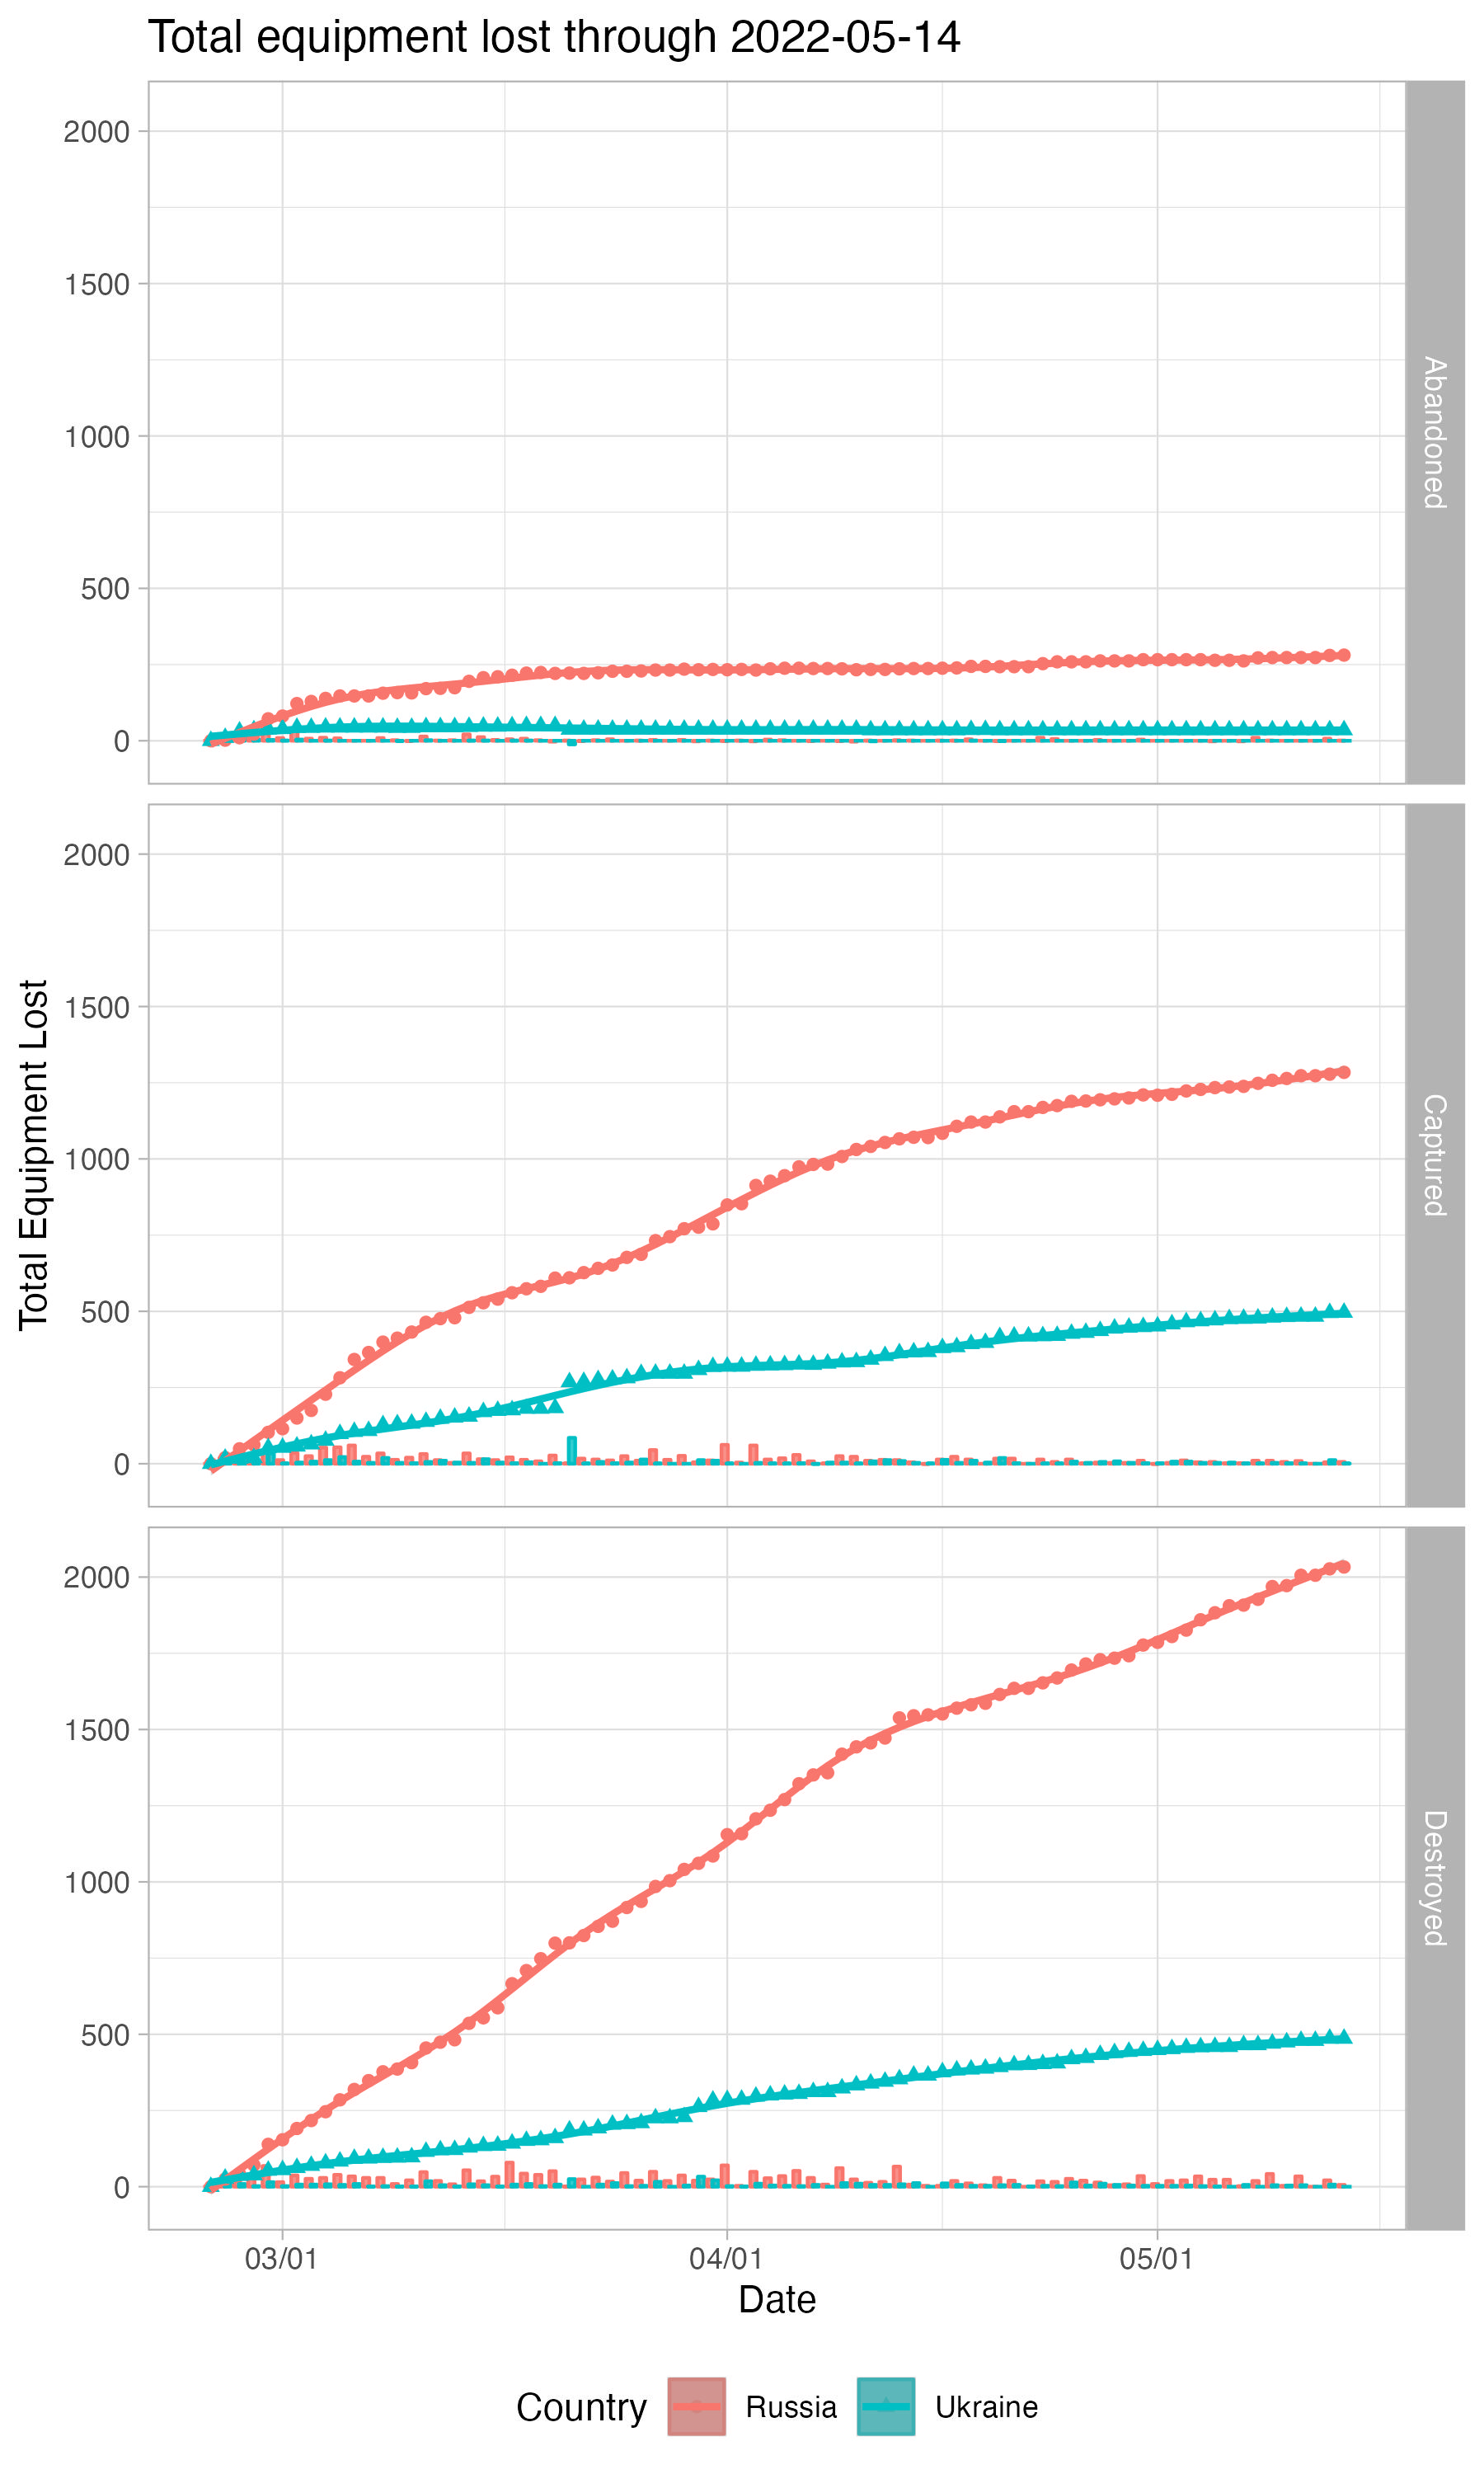 Total equipment lost through 2022-05-14
2000
1500
1000
500
0
Abandoned
2000
1500
1000
500
0
Captured
2000
1500
1000
500
0
Destroyed
Total Equipment Lost
03/01
04/01
05/01
Date
Country
Russia
Ukraine